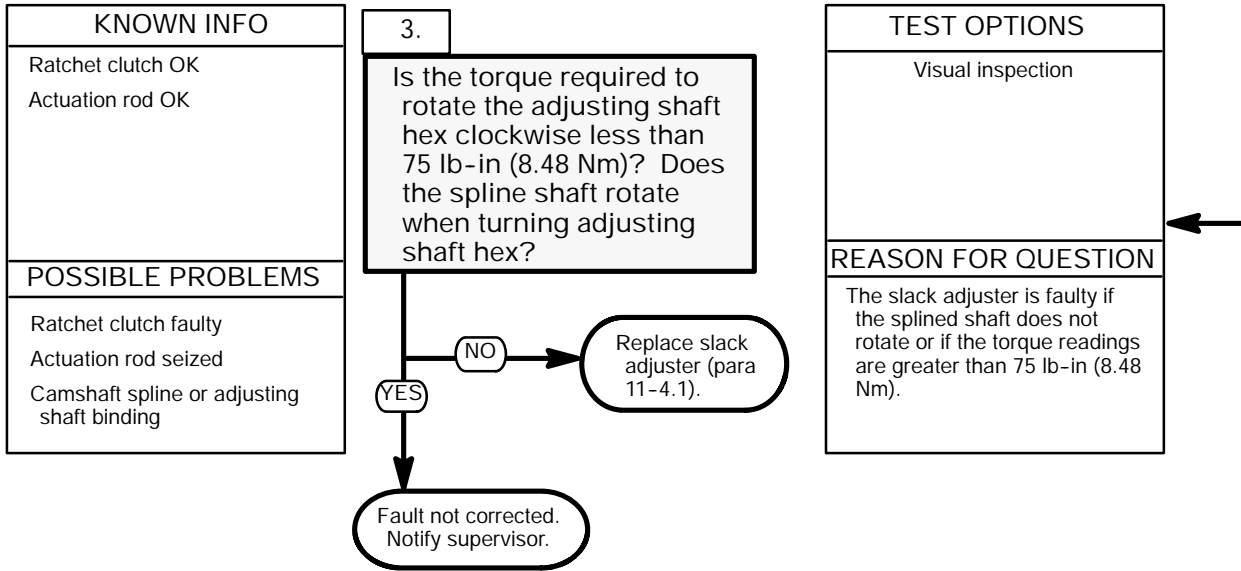 KNOWN INFO
Ratchet clutch OK
Actuation rod OK
POSSIBLE PROBLEMS
Ratchet clutch faulty
Actuation rod seized
Camshaft spline or adjusting
shaft binding
3.
Is the torque required to
rotate the adjusting shaft
hex clockwise less than
75 lb-in (8.48 Nm)? Does
the spline shaft rotate
when turning adjusting
shaft hex?
NO
Replace slack
adjuster (para
11-4.1).
YES
Fault not corrected.
Notify supervisor.
TEST OPTIONS
Visual inspection
REASON FOR QUESTION
The slack adjuster is faulty if
the splined shaft does not
rotate or if the torque readings
are greater than 75 lb-in (8.48
Nm).